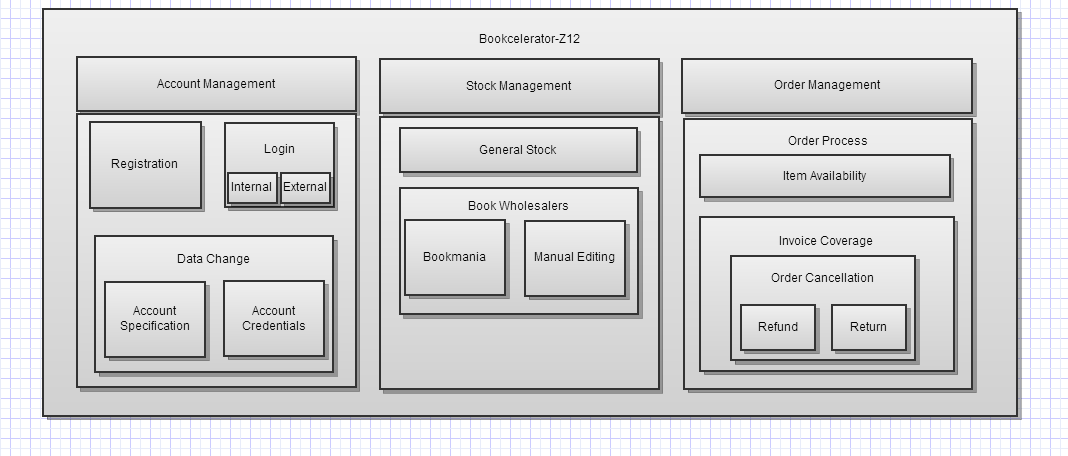 Bookcelerator-Z12
Account Management
Stock Management
Order Management
Registration
Login
Internal
External
Data Change
Account
Specification
Account
Credentials
General Stock
Book Wholesalers
Bookmania
Manual Editing
Order Process
Item Availability
Invoice Coverage
Order Cancellation
Refund
Return